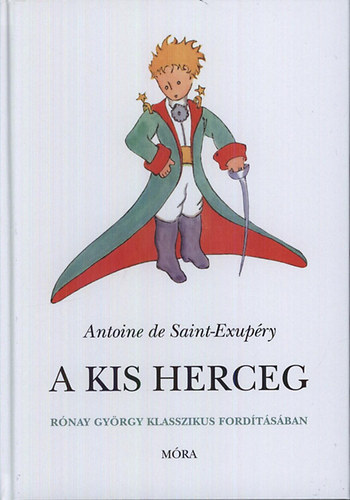 Antoine de Saint-Exupéry
A KIS HERCEG
RÓNAY GYÖRGY KLASSZIKUS FORDÍTÁSÁBAN
MÓRA